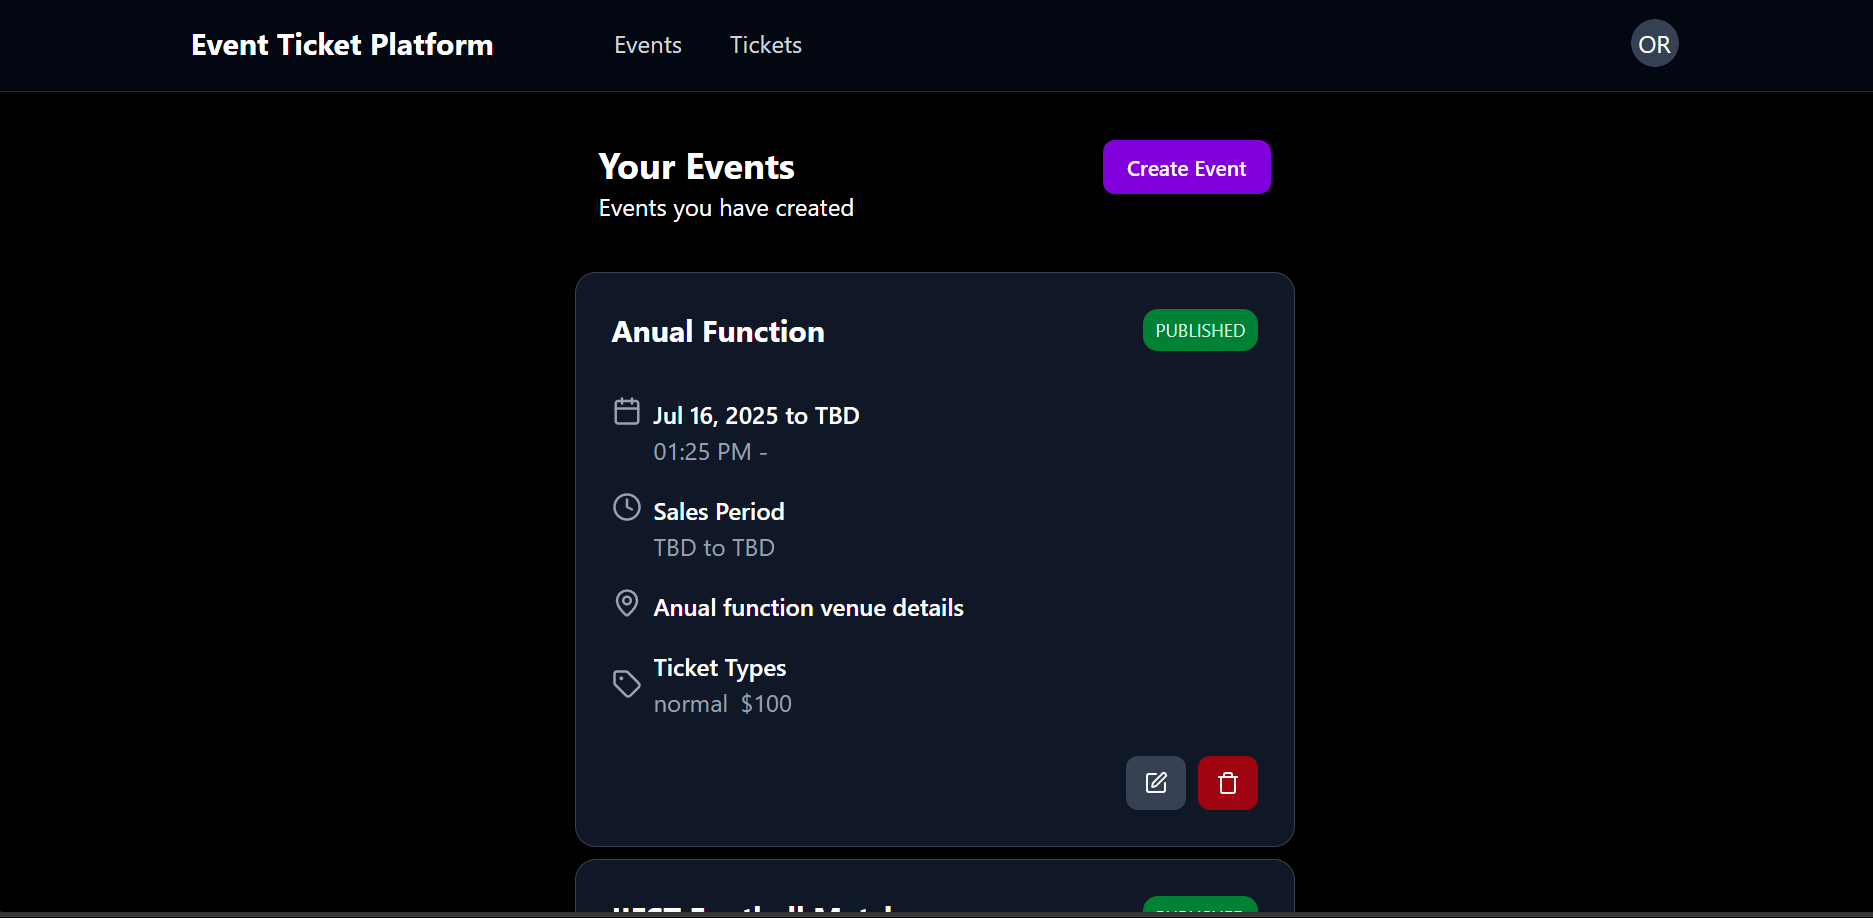 Event Ticket Platform
Events
Tickets
OR
Your Events
Create Event
Events you have created
Anual Function
PUBLISHED
Jul 16, 2025 to TBD
01:25 PM -
Sales Period
TBD to TBD
Anual function venue details
Ticket Types
normal $100
Football
PUBLISHED